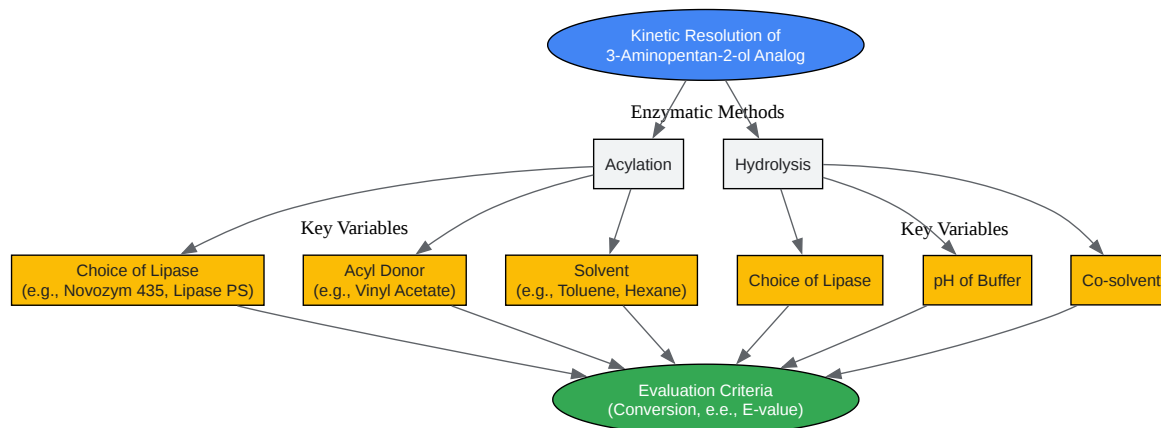 Kinetic Resolution of
3-Aminopentan-2-ol Analog
Enzymatic Methods
Acylation
Hydrolysis
Key Variables
Key Variables
Choice of Lipase
(e.g., Novozym 435, Lipase PS)
Acyl Donor
(e.g., Vinyl Acetate)
Solvent
(e.g., Toluene, Hexane)
Choice of Lipase
pH of Buffer
Co-solvent
Evaluation Criteria
(Conversion, e.e., E-value)